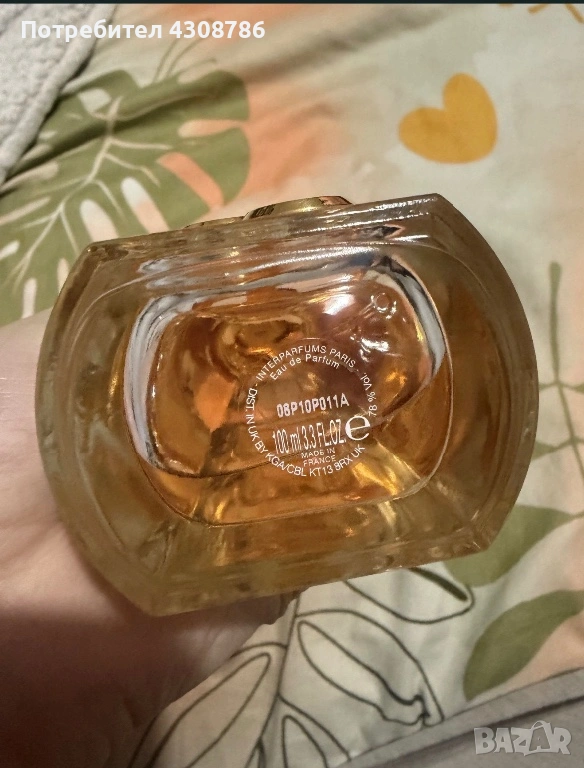 Потребител 4308786
- INTERPARFUMS PARIS - 78 % Vol.
Eau de Parfum
08P10P011A
100 ml 3.3 FL.OZ e
MADE IN
FRANCE
DIST. IN UK BY KGA/CBL KT13 9RX UK
BAZAR